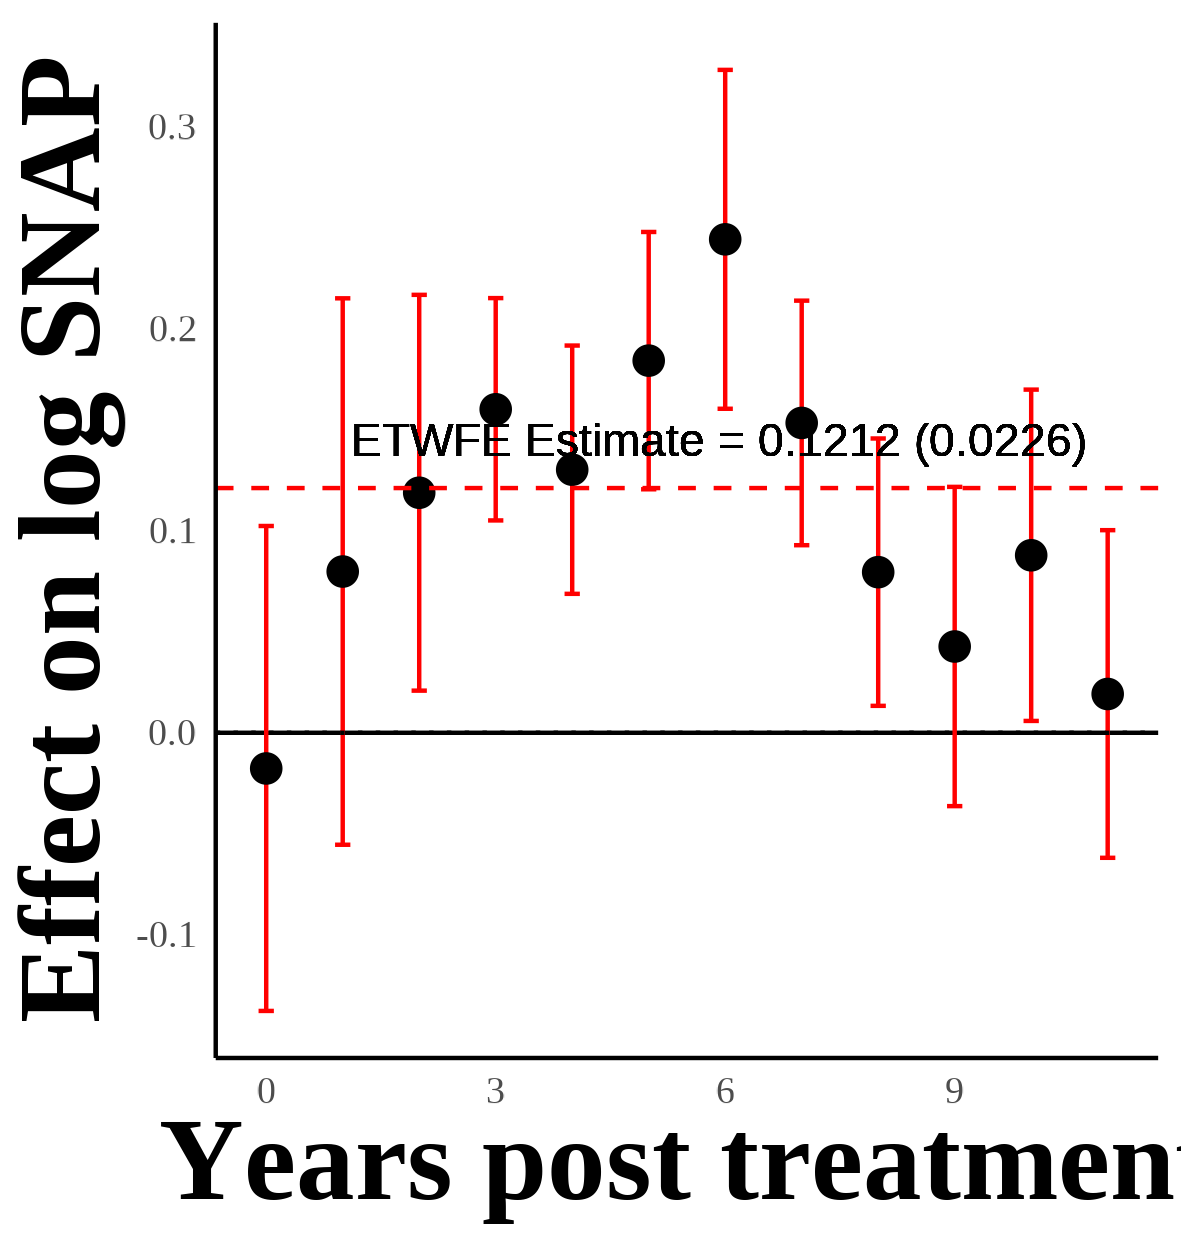 Effect on log SNAP
0.3
0.2
0.1
0.0
-0.1
ETWFE Estimate = 0.1212 (0.0226)
0 3 6 9
Years post treatment